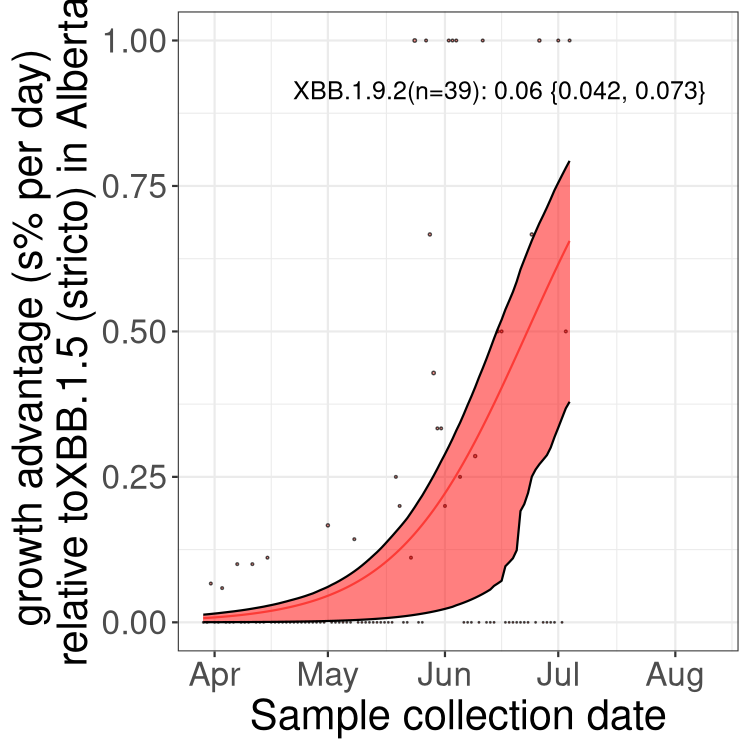 growth advantage (s% per day)
relative toXBB.1.5 (stricto) in Alberta
1.00
0.75
0.50
0.25
0.00
XBB.1.9.2(n=39): 0.06 {0.042, 0.073}
Apr May Jun Jul Aug
Sample collection date